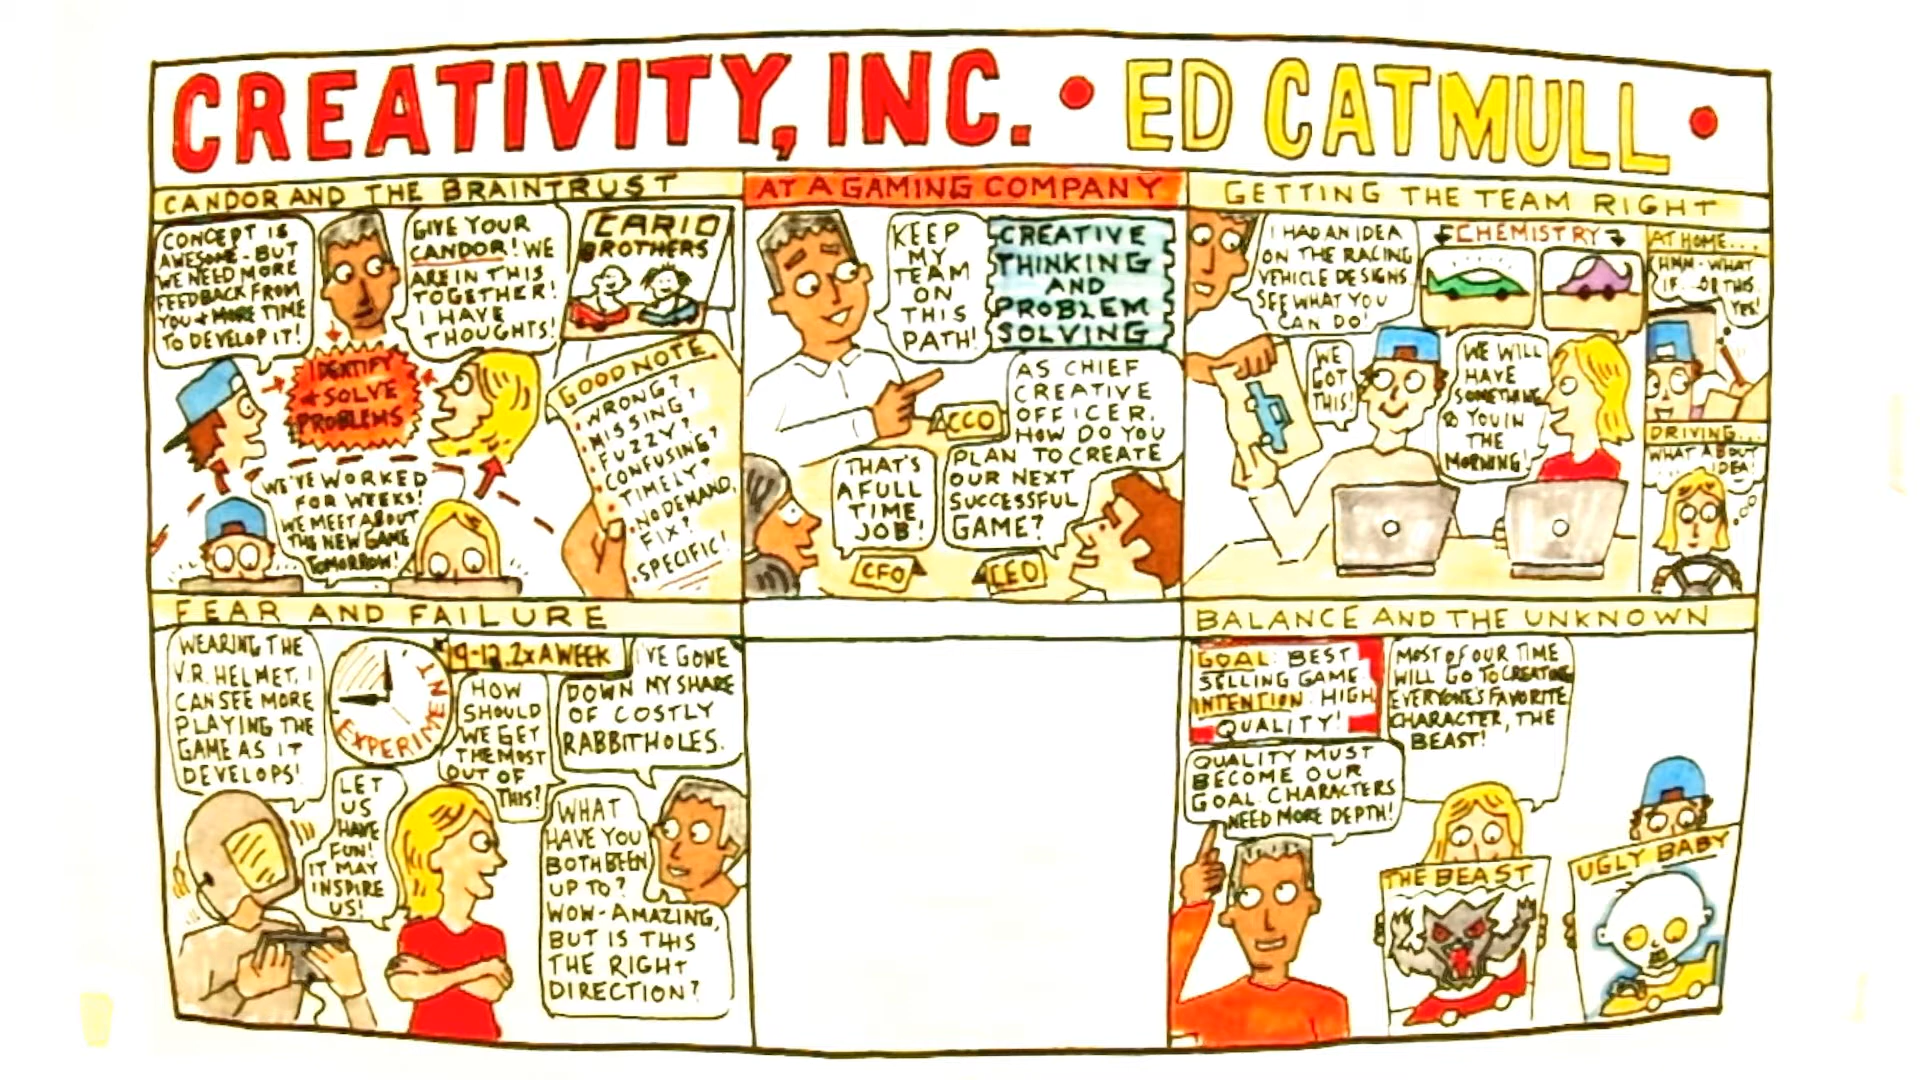 CREATIVITY, INC. • ED CATMULL •
CANDOR AND THE BRAINTRUST
CONCEPT IS
AWESOME - BUT
WE NEED MORE
FEEDBACK FROM
YOU + MORE TIME
TO DEVELOP IT!
GIVE YOUR
CANDOR! WE
ARE IN THIS
TOGETHER!
I HAVE
THOUGHTS!
CARIO
BROTHERS
IDENTIFY
+ SOLVE
PROBLEMS
WE'VE WORKED
FOR WEEKS!
WE MEET ABOUT
THE NEW GAME
TOMORROW!
GOOD NOTE
• WRONG?
• MISSING?
• FUZZY?
• CONFUSING?
• TIMELY?
• NO DEMAND,
FIX?
• SPECIFIC!
AT A GAMING COMPANY
KEEP
MY
TEAM
ON
THIS
PATH!
CREATIVE
THINKING
AND
PROBLEM
SOLVING
CCO
AS CHIEF
CREATIVE
OFFICER,
HOW DO YOU
PLAN TO CREATE
OUR NEXT
SUCCESSFUL
GAME?
THAT'S
A FULL
TIME
JOB!
CFO
CEO
GETTING THE TEAM RIGHT
I HAD AN IDEA
ON THE RACING
VEHICLE DESIGNS
SEE WHAT YOU
CAN DO!
CHEMISTRY
WE
GOT
THIS!
WE WILL
HAVE
SOMETHING
TO YOU IN
THE
MORNING!
AT HOME...
HMM - WHAT
IF... OR THIS.
YES!
DRIVING...
WHAT ABOUT
IDEA!
FEAR AND FAILURE
WEARING THE
V.R. HELMET, I
CAN SEE MORE
PLAYING THE
GAME AS IT
DEVELOPS!
EXPERIMENT
9-12, 2x A WEEK
LET
US
HAVE
FUN!
IT MAY
INSPIRE
US!
HOW
SHOULD
WE GET
THE MOST
OUT OF
THIS?
I'VE GONE
DOWN MY SHARE
OF COSTLY
RABBITHOLES.
WHAT
HAVE YOU
BOTH BEEN
UP TO?
WOW - AMAZING,
BUT IS THIS
THE RIGHT
DIRECTION?
BALANCE AND THE UNKNOWN
GOAL: BEST
SELLING GAME
INTENTION: HIGH
QUALITY!
MOST OF OUR TIME
WILL GO TO CREATING
EVERYONE'S FAVORITE
CHARACTER, THE
BEAST!
QUALITY MUST
BECOME OUR
GOAL. CHARACTERS
NEED MORE DEPTH!
THE BEAST
UGLY BABY